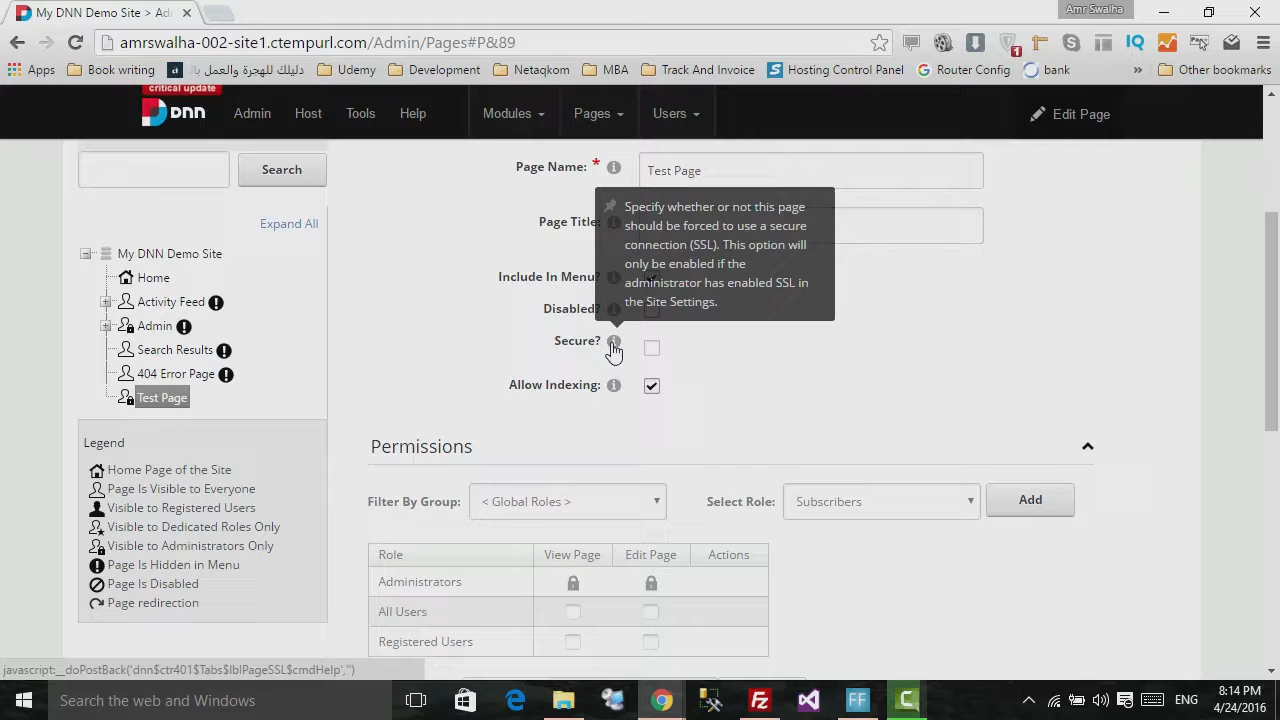 My DNN Demo Site > Ad
Amr Swalha
amrswalha-002-site1.ctempurl.com/Admin/Pages#P&89
1
Apps
Book writing
a
دليلك للهجرة والعمل با
Udemy
Development
Netaqkom
MBA
Track And Invoice
Hosting Control Panel
Router Config
bank
»
Other bookmarks
critical update
DNN
Admin
Host
Tools
Help
Modules
Pages
Users
Edit Page
Search
Expand All
My DNN Demo Site
Home
Activity Feed
Admin
Search Results
404 Error Page
Test Page
Legend
Home Page of the Site
Page Is Visible to Everyone
Visible to Registered Users
Visible to Dedicated Roles Only
Visible to Administrators Only
Page Is Hidden in Menu
Page Is Disabled
Page redirection
Page Name: *
Test Page
Page Title:
Specify whether or not this page
should be forced to use a secure
connection (SSL). This option will
only be enabled if the
administrator has enabled SSL in
the Site Settings.
Include In Menu?
Disabled?
Secure?
Allow Indexing:
Permissions
Filter By Group:
< Global Roles >
Select Role:
Subscribers
Add
Role View Page Edit Page Actions
Administrators
All Users
Registered Users
javascript:__doPostBack('dnn$ctr401$Tabs$lblPageSSL$cmdHelp','')
Search the web and Windows
ENG
8:14 PM
4/24/2016